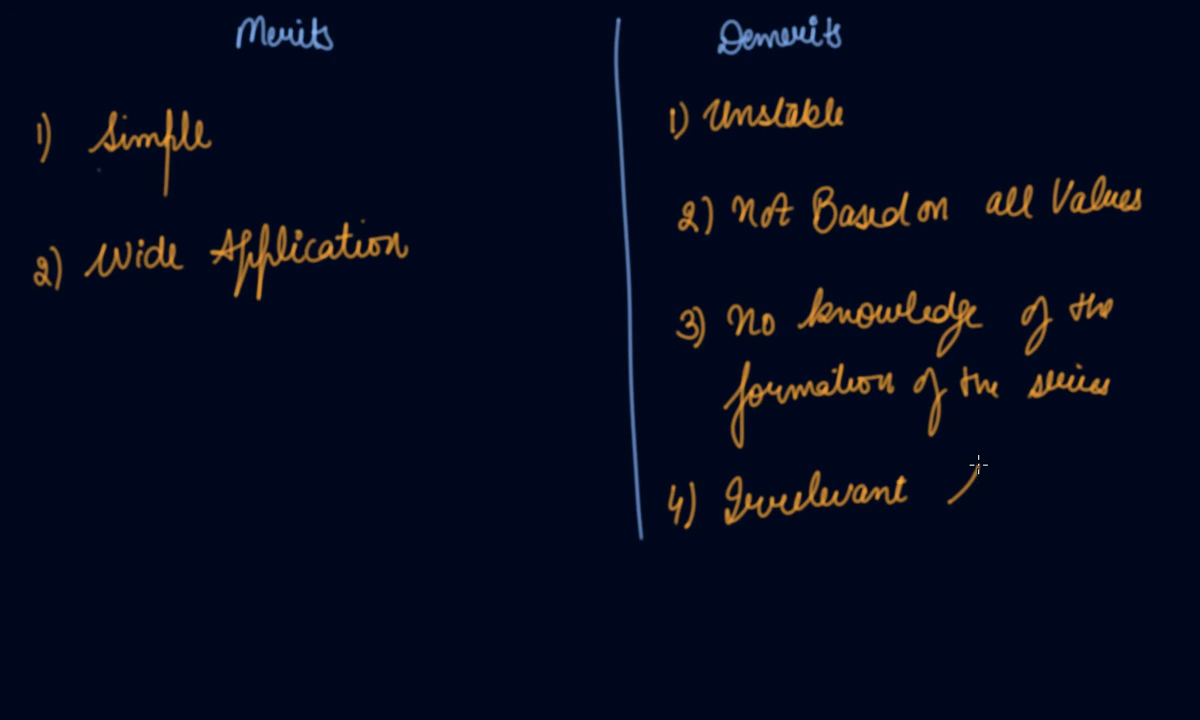 Merits
1) Simple
2) Wide Application
Demerits
1) Unstable
2) Not Based on all Values
3) No knowledge of the
formation of the series
4) Irrelevant